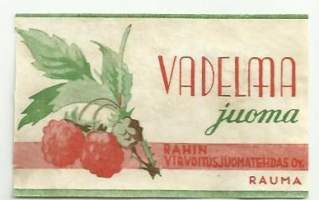 VADELMA
juoma
RAHIN
VIRVOITUSJUOMATEHDAS OY.
RAUMA